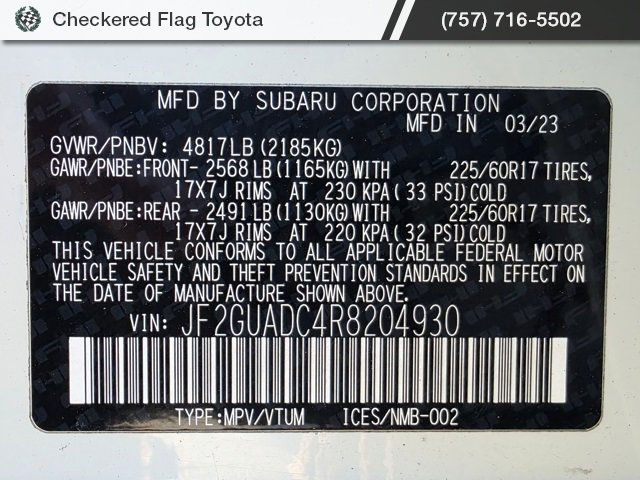 Checkered Flag Toyota
(757) 716-5502
MFD BY SUBARU CORPORATION
MFD IN 03/23
GVWR/PNBV: 4817LB (2185KG)
GAWR/PNBE:FRONT- 2568LB (1165KG) WITH 225/60R17 TIRES,
17X7J RIMS AT 230 KPA ( 33 PSI) COLD
GAWR/PNBE:REAR - 2491LB (1130KG) WITH 225/60R17 TIRES,
17X7J RIMS AT 220 KPA ( 32 PSI) COLD
THIS VEHICLE CONFORMS TO ALL APPLICABLE FEDERAL MOTOR
VEHICLE SAFETY AND THEFT PREVENTION STANDARDS IN EFFECT ON
THE DATE OF MANUFACTURE SHOWN ABOVE.
VIN: JF2GUADC4R8204930
TYPE:MPV/VTUM ICES/NMB-002